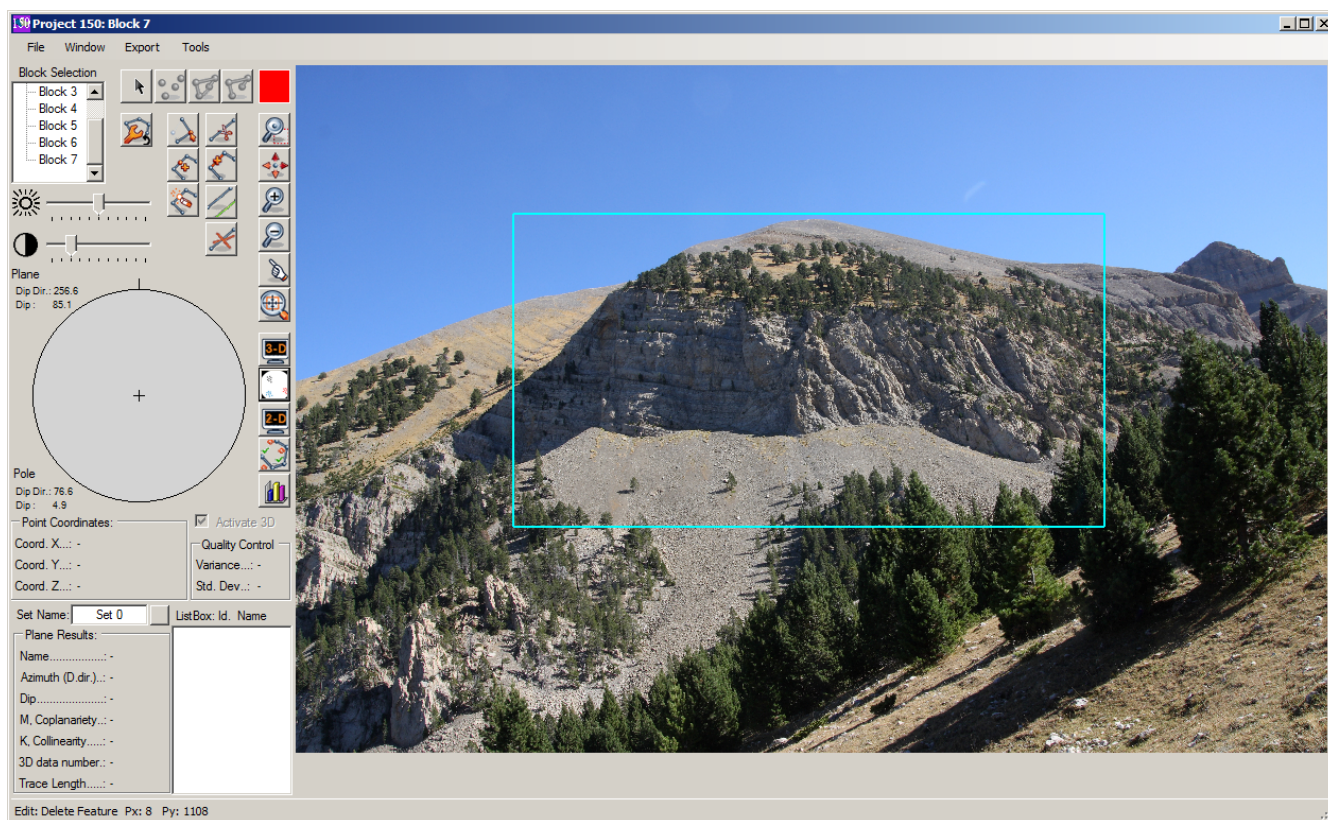 150 Project 150: Block 7
File Window Export Tools
Block Selection
Block 3
Block 4
Block 5
Block 6
Block 7
Plane
Dip Dir.: 256.6
Dip : 85.1
3-D
2-D
Pole
Dip Dir.: 76.6
Dip : 4.9
Point Coordinates:
Coord. X...: -
Coord. Y...: -
Coord. Z...: -
Activate 3D
Quality Control
Variance...: -
Std. Dev..: -
Set Name: Set 0
ListBox: Id. Name
Plane Results:
Name.................: -
Azimuth (D.dir.)..: -
Dip.....................: -
M, Coplanariety..: -
K, Collinearity.....: -
3D data number.: -
Trace Length.....: -
Edit: Delete Feature Px: 8 Py: 1108